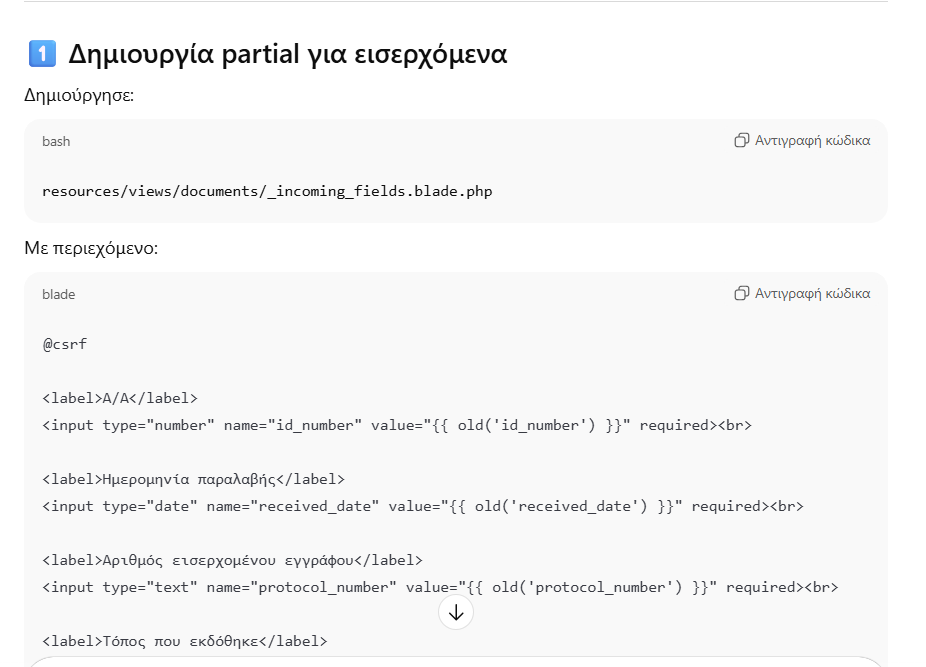 1 Δημιουργία partial για εισερχόμενα
Δημιούργησε:
bash
Αντιγραφή κώδικα
resources/views/documents/_incoming_fields.blade.php
Με περιεχόμενο:
blade
Αντιγραφή κώδικα
@csrf
<label>Α/Α</label>
<input type="number" name="id_number" value="{{ old('id_number') }}" required><br>
<label>Ημερομηνία παραλαβής</label>
<input type="date" name="received_date" value="{{ old('received_date') }}" required><br>
<label>Αριθμός εισερχομένου εγγράφου</label>
<input type="text" name="protocol_number" value="{{ old('protocol_number') }}" required><br>
<label>Τόπος που εκδόθηκε</label>